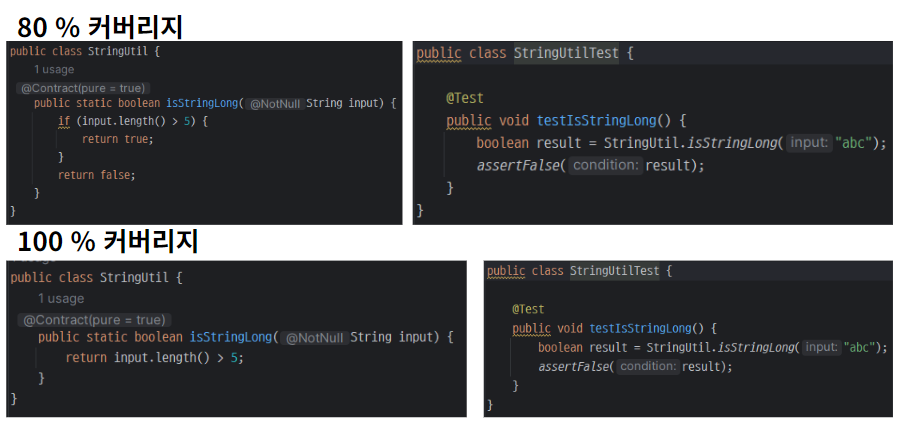 80 % 커버리지
public class StringUtil {
1 usage
@Contract(pure = true)
public static boolean isStringLong( @NotNull String input) {
if (input.length() > 5) {
return true;
}
return false;
}
}
public class StringUtilTest {
@Test
public void testIsStringLong() {
boolean result = StringUtil.isStringLong( input: "abc");
assertFalse( condition: result);
}
}
100 % 커버리지
public class StringUtil {
1 usage
@Contract(pure = true)
public static boolean isStringLong( @NotNull String input) {
return input.length() > 5;
}
}
public class StringUtilTest {
@Test
public void testIsStringLong() {
boolean result = StringUtil.isStringLong( input: "abc");
assertFalse( condition: result);
}
}